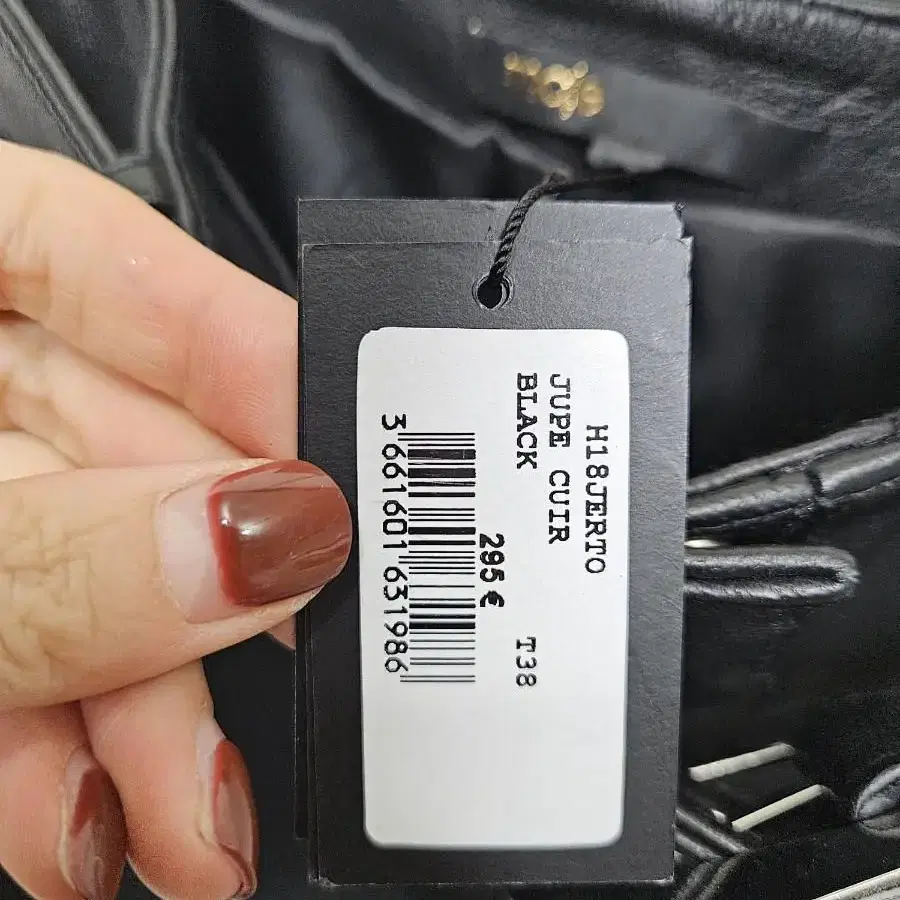 H18JERTO
JUPE CUIR
BLACK
T38
295€
3 661601 631986